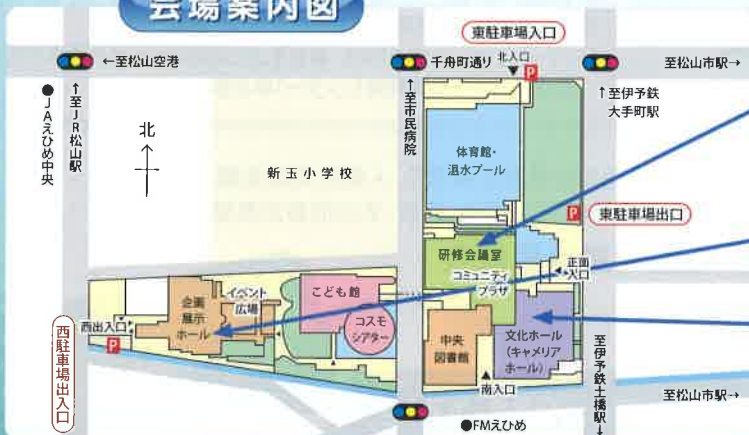 会場案内図
東駐車場入口
←至松山空港
千舟町通り
北入口
P
至松山市駅→
●JAえひめ中央
↑至JR松山駅
北
新玉小学校
↑至市民病院
体育館・
温水プール
↑至伊予鉄
大手町駅
P
東駐車場出口
研修会議室
コミュニティ
プラザ
正面
入口
企画
展示
ホール
イベント
広場
こども館
コスモ
シアター
西出入口
P
西駐車場出入口
中央
図書館
文化ホール
(キャメリア
ホール)
南入口
至伊予鉄土橋駅↓
至松山市駅→
●FMえひめ